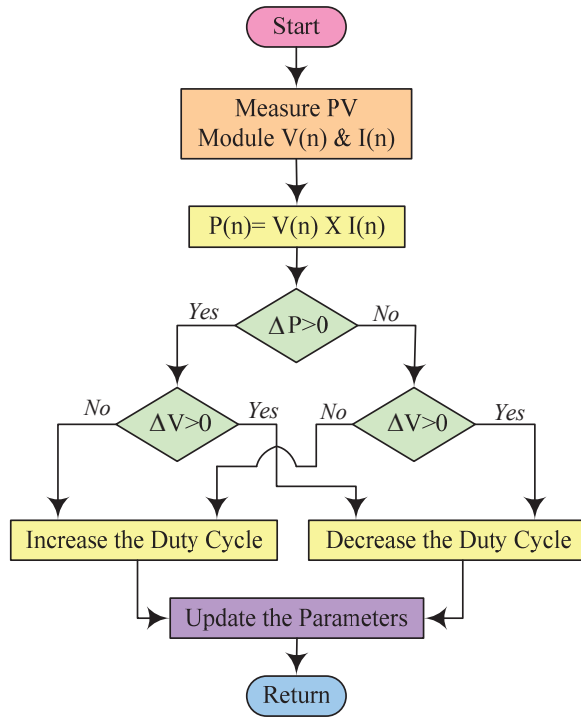 Start
Measure PV
Module V(n) & I(n)
P(n)= V(n) X I(n)
Yes
ΔP>0
No
No
ΔV>0
Yes
No
ΔV>0
Yes
Increase the Duty Cycle
Decrease the Duty Cycle
Update the Parameters
Return